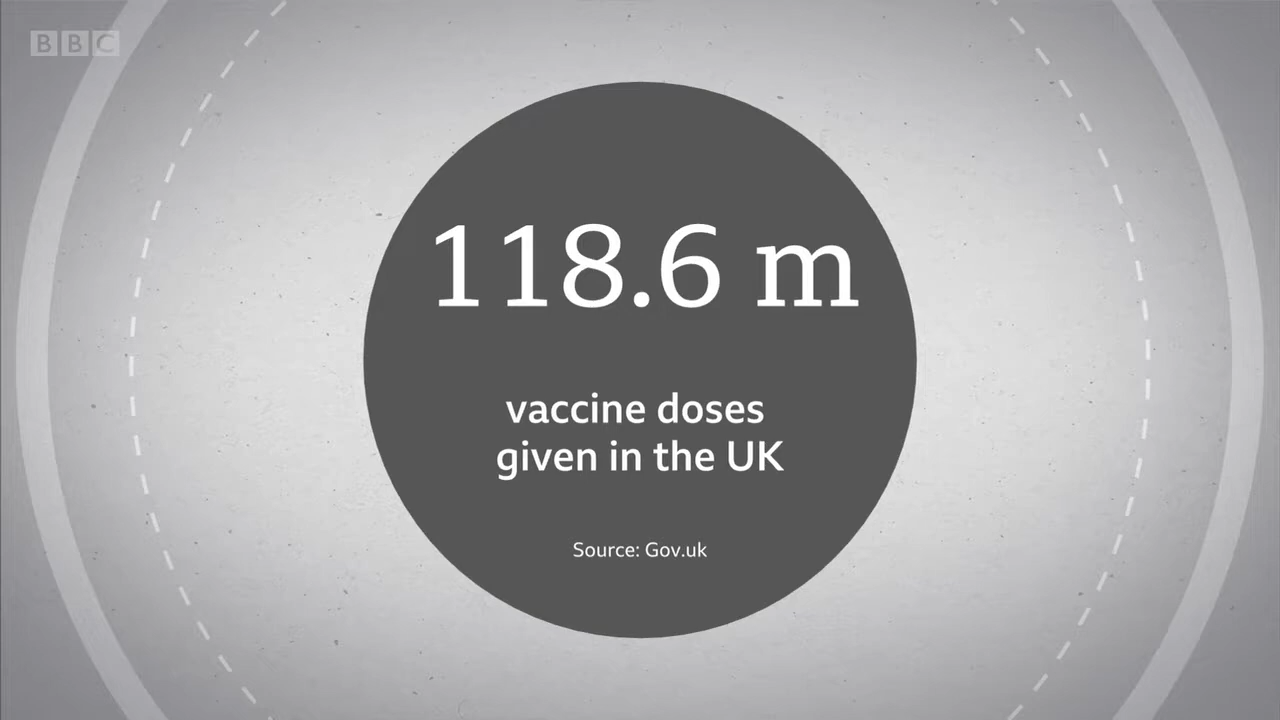 BBC
118.6 m
vaccine doses
given in the UK
Source: Gov.uk